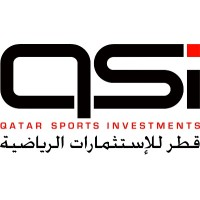 qsi
QATAR SPORTS INVESTMENTS
قطر للإستثمارات الرياضية